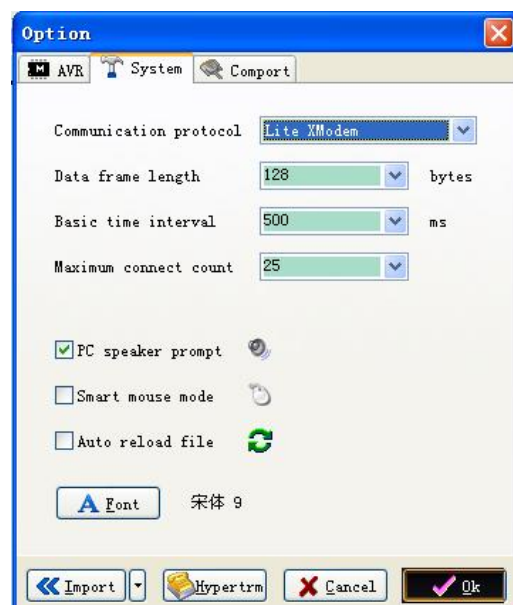 Option
AVR System Comport
Communication protocol Lite XModem
Data frame length 128 bytes
Basic time interval 500 ms
Maximum connect count 25
PC speaker prompt
Smart mouse mode
Auto reload file
A Font 宋体 9
Import Hypertrm Cancel Ok